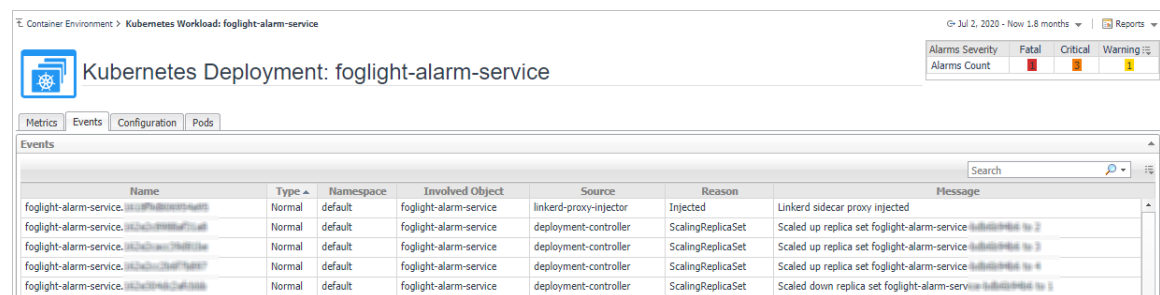 Container Environment > Kubernetes Workload: foglight-alarm-service
Jul 2, 2020 - Now 1.8 months
Reports
Kubernetes Deployment: foglight-alarm-service
Alarms Severity Fatal Critical Warning
Alarms Count 1 3 1
Metrics Events Configuration Pods
Events
Search
Name Type Namespace Involved Object Source Reason Message
foglight-alarm-service. Normal default foglight-alarm-service linkerd-proxy-injector Injected Linkerd sidecar proxy injected
foglight-alarm-service. Normal default foglight-alarm-service deployment-controller ScalingReplicaSet Scaled up replica set foglight-alarm-service
foglight-alarm-service. Normal default foglight-alarm-service deployment-controller ScalingReplicaSet Scaled up replica set foglight-alarm-service
foglight-alarm-service. Normal default foglight-alarm-service deployment-controller ScalingReplicaSet Scaled up replica set foglight-alarm-service
foglight-alarm-service. Normal default foglight-alarm-service deployment-controller ScalingReplicaSet Scaled down replica set foglight-alarm-service